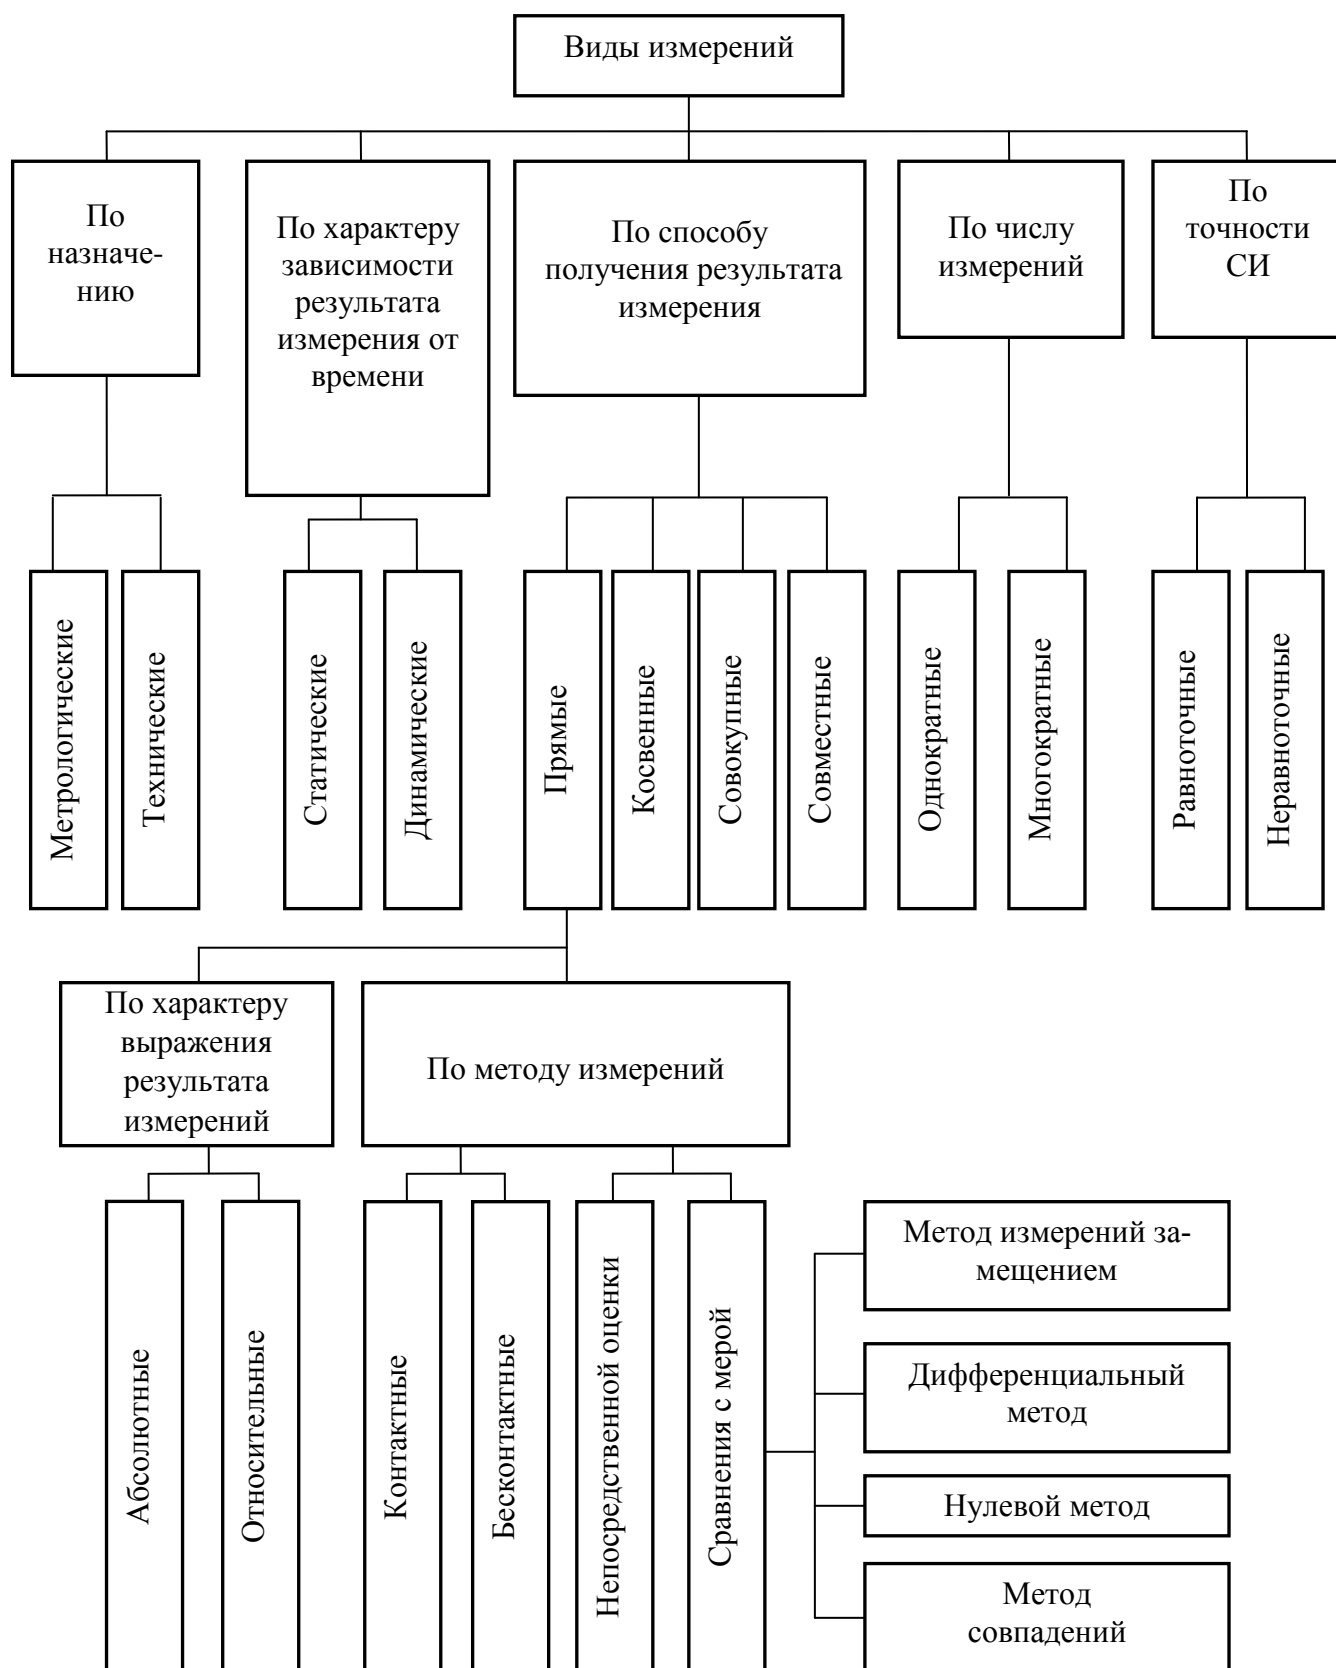 Виды измерений
По
назначе-
нию
По характеру
зависимости
результата
измерения от
времени
По способу
получения результата
измерения
По числу
измерений
По
точности
СИ
Метрологические
Технические
Статические
Динамические
Прямые
Косвенные
Совокупные
Совместные
Однократные
Многократные
Равноточные
Неравноточные
По характеру
выражения
результата
измерений
По методу измерений
Абсолютные
Относительные
Контактные
Бесконтактные
Непосредственной оценки
Сравнения с мерой
Метод измерений за-
мещением
Дифференциальный
метод
Нулевой метод
Метод
совпадений